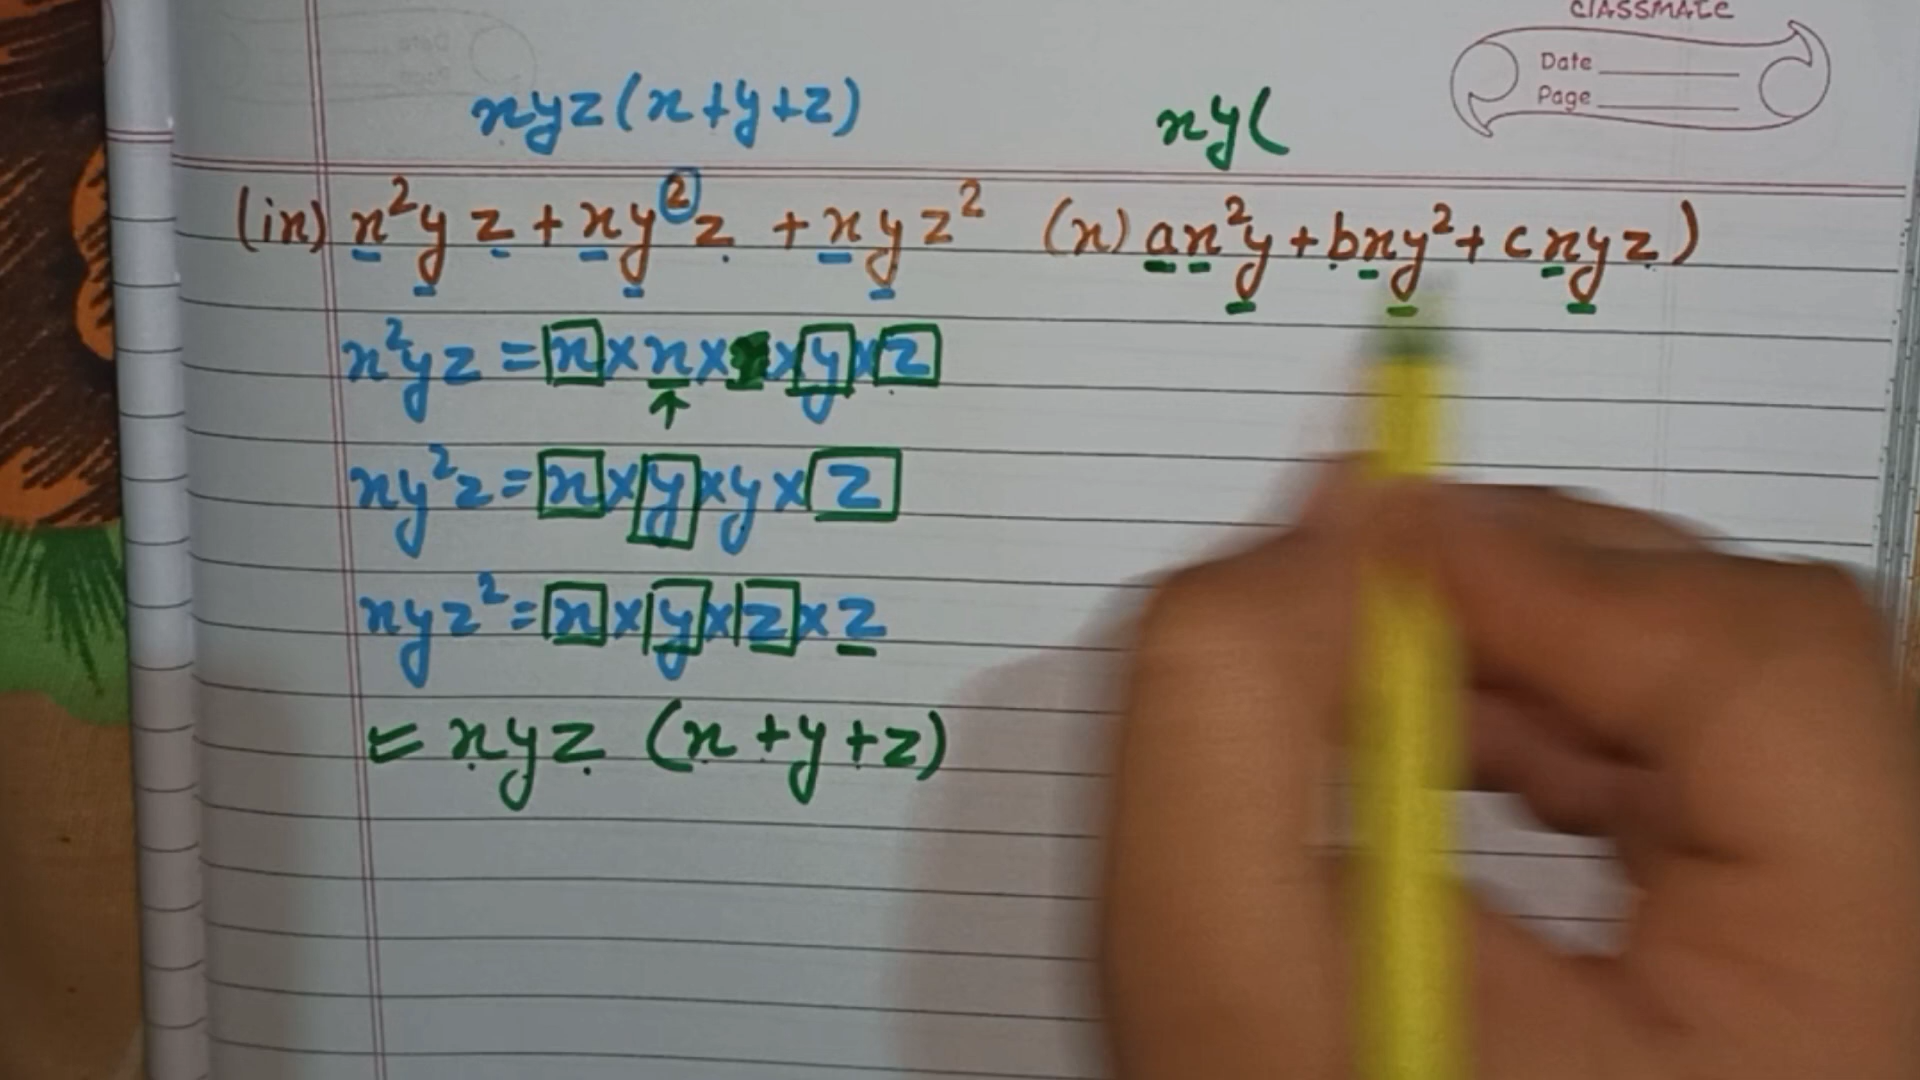 classmate
Date
Page
xyz(x+y+z)
xy(
(ix) x²yz + xy²z + xyz²
(x) ax²y + bxy² + cxyz)
x²yz = x × x × × y × z
xy²z = x × y × y × z
xyz² = x × y × z × z
= xyz (x + y + z)